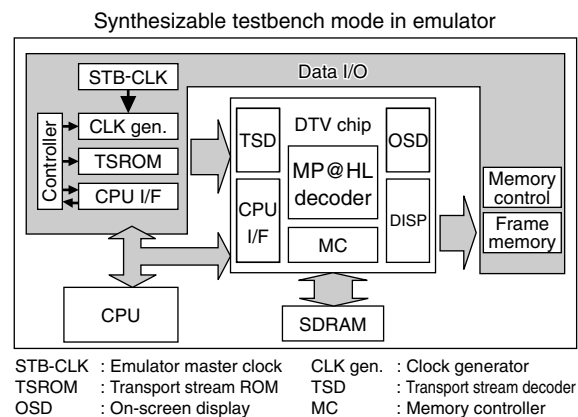 Synthesizable testbench mode in emulator
Data I/O
STB-CLK
Controller
CLK gen.
TSROM
CPU I/F
TSD
DTV chip
OSD
MP@HL
decoder
CPU
I/F
DISP
MC
Memory
control
Frame
memory
CPU
SDRAM
STB-CLK : Emulator master clock
CLK gen. : Clock generator
TSROM : Transport stream ROM
TSD : Transport stream decoder
OSD : On-screen display
MC : Memory controller